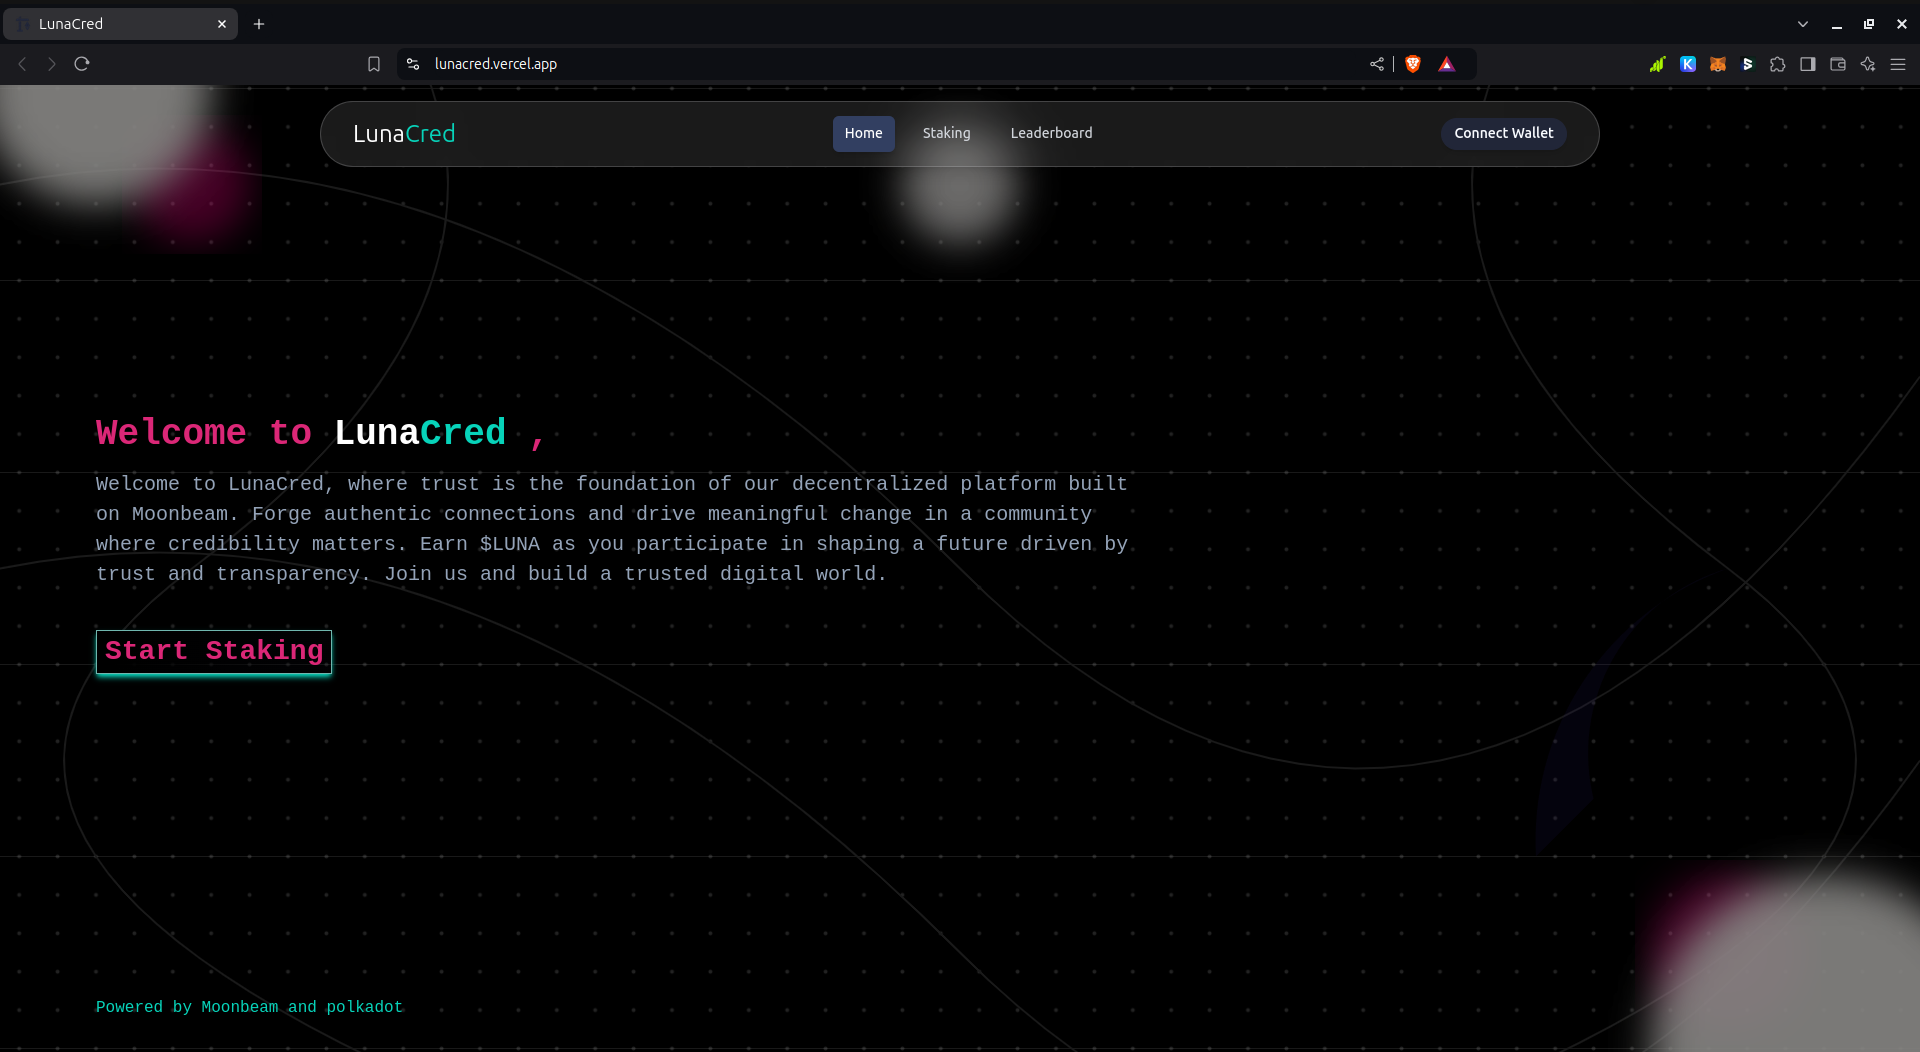 LunaCred
lunacred.vercel.app
LunaCred
Home
Staking
Leaderboard
Connect Wallet
Welcome to LunaCred ,
Welcome to LunaCred, where trust is the foundation of our decentralized platform built
on Moonbeam. Forge authentic connections and drive meaningful change in a community
where credibility matters. Earn $LUNA as you participate in shaping a future driven by
trust and transparency. Join us and build a trusted digital world.
Start Staking
Powered by Moonbeam and polkadot